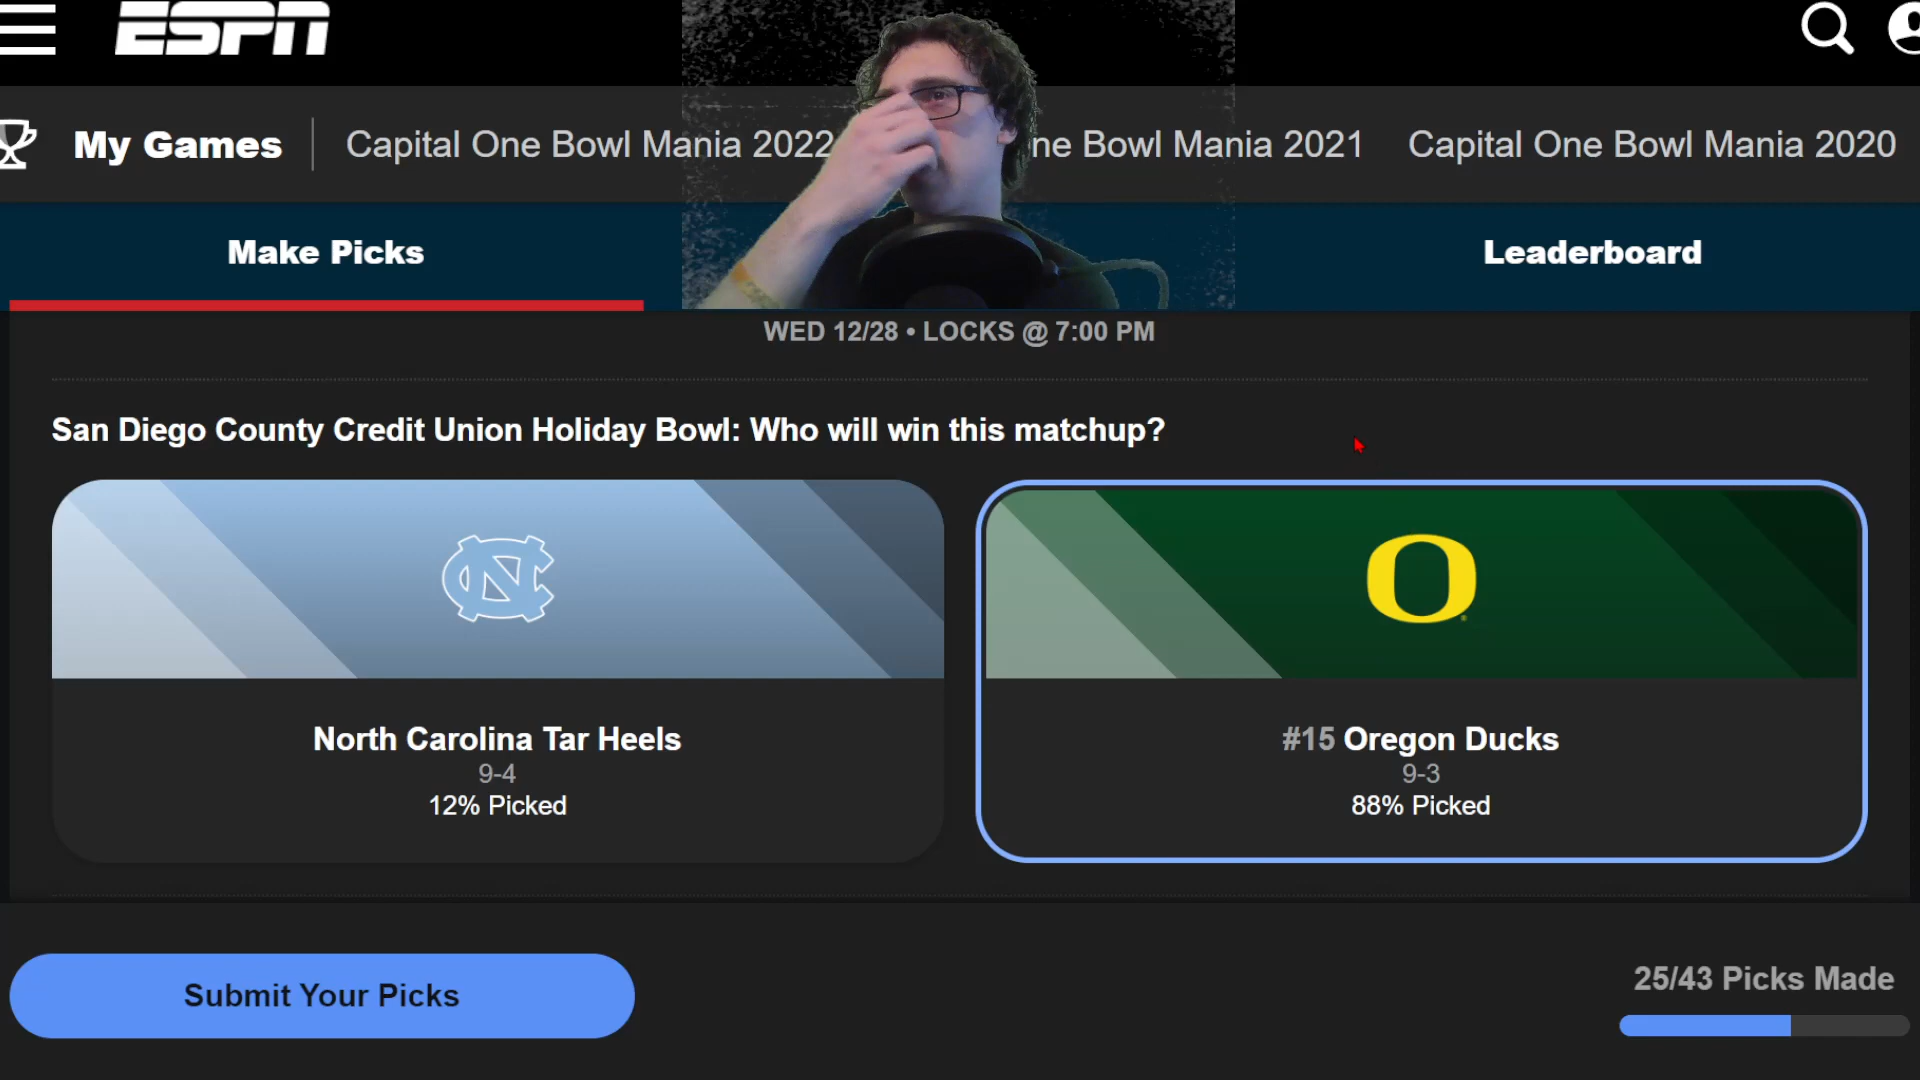 ESPN
My Games
Capital One Bowl Mania 2022
ne Bowl Mania 2021
Capital One Bowl Mania 2020
Make Picks
Leaderboard
WED 12/28 • LOCKS @ 7:00 PM
San Diego County Credit Union Holiday Bowl: Who will win this matchup?
NC
O
North Carolina Tar Heels
9-4
12% Picked
#15 Oregon Ducks
9-3
88% Picked
Submit Your Picks
25/43 Picks Made